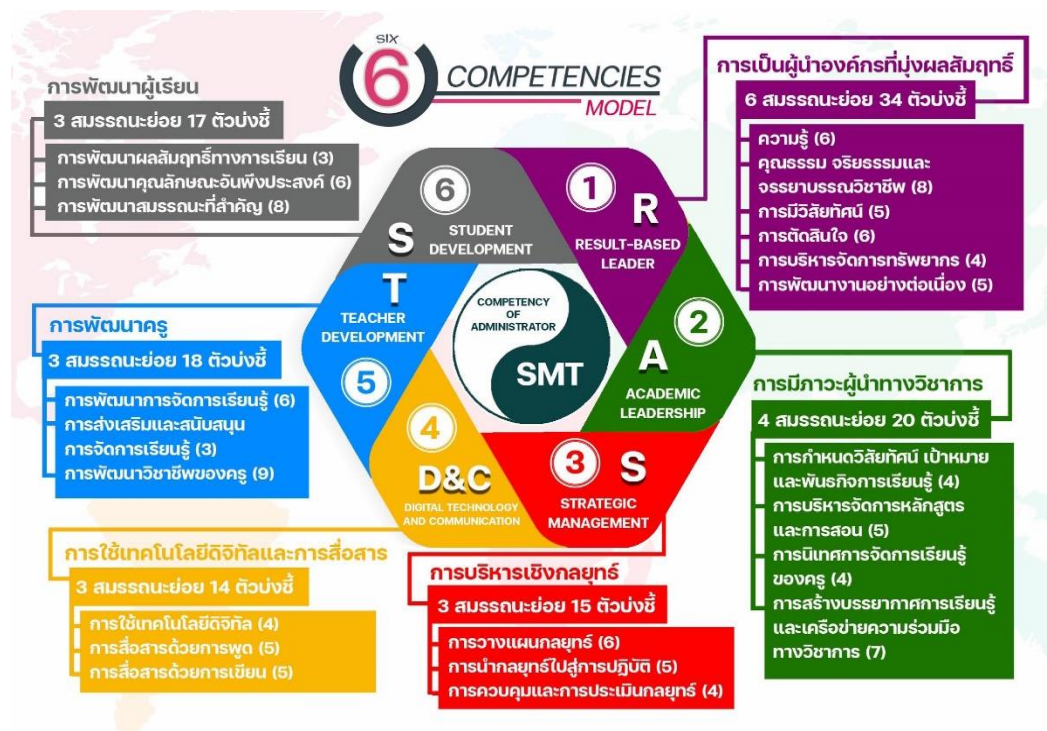 SIX
6
COMPETENCIES
MODEL
การเป็นผู้นำองค์กรที่มุ่งผลสัมฤทธิ์
6 สมรรถนะย่อย 34 ตัวบ่งชี้
ความรู้ (6)
คุณธรรม จริยธรรมและ
จรรยาบรรณวิชาชีพ (8)
การมีวิสัยทัศน์ (5)
การตัดสินใจ (6)
การบริหารจัดการทรัพยากร (4)
การพัฒนางานอย่างต่อเนื่อง (5)
การมีภาวะผู้นำทางวิชาการ
4 สมรรถนะย่อย 20 ตัวบ่งชี้
การกำหนดวิสัยทัศน์ เป้าหมาย
และพันธกิจการเรียนรู้ (4)
การบริหารจัดการหลักสูตร
และการสอน (5)
การนิเทศการจัดการเรียนรู้
ของครู (4)
การสร้างบรรยากาศการเรียนรู้
และเครือข่ายความร่วมมือ
ทางวิชาการ (7)
การบริหารเชิงกลยุทธ์
3 สมรรถนะย่อย 15 ตัวบ่งชี้
การวางแผนกลยุทธ์ (6)
การนำกลยุทธ์ไปสู่การปฏิบัติ (5)
การควบคุมและการประเมินกลยุทธ์ (4)
การใช้เทคโนโลยีดิจิทัลและการสื่อสาร
3 สมรรถนะย่อย 14 ตัวบ่งชี้
การใช้เทคโนโลยีดิจิทัล (4)
การสื่อสารด้วยการพูด (5)
การสื่อสารด้วยการเขียน (5)
การพัฒนาครู
3 สมรรถนะย่อย 18 ตัวบ่งชี้
การพัฒนาการจัดการเรียนรู้ (6)
การส่งเสริมและสนับสนุน
การจัดการเรียนรู้ (3)
การพัฒนาวิชาชีพของครู (9)
การพัฒนาผู้เรียน
3 สมรรถนะย่อย 17 ตัวบ่งชี้
การพัฒนาผลสัมฤทธิ์ทางการเรียน (3)
การพัฒนาคุณลักษณะอันพึงประสงค์ (6)
การพัฒนาสมรรถนะที่สำคัญ (8)
1
R
RESULT-BASED
LEADER
2
A
ACADEMIC
LEADERSHIP
3
S
STRATEGIC
MANAGEMENT
4
D&C
DIGITAL TECHNOLOGY
AND COMMUNICATION
T
TEACHER
DEVELOPMENT
5
6
S
STUDENT
DEVELOPMENT
COMPETENCY
OF
ADMINISTRATOR
SMT